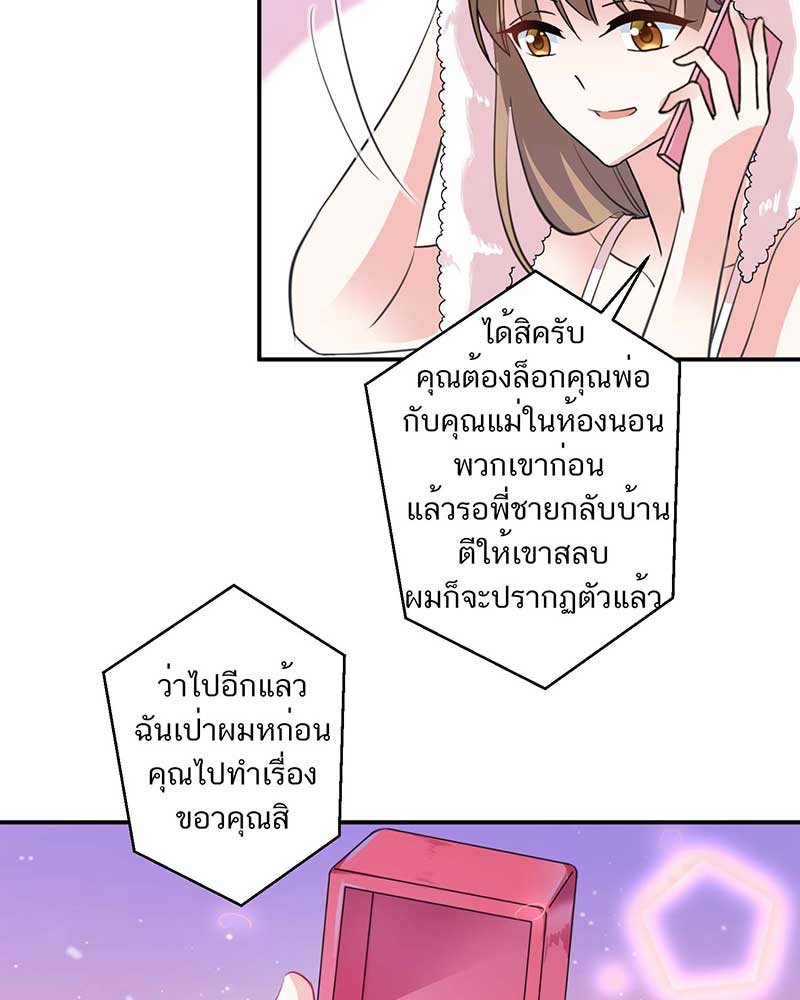 ได้สิครับ
คุณต้องล็อกคุณพ่อ
กับคุณแม่ในห้องนอน
พวกเขาก่อน
แล้วรอพี่ชายกลับบ้าน
ตีให้เขาสลบ
ผมก็จะปรากฏตัวแล้ว
ว่าไปอีกแล้ว
ฉันเป่าผมหก่อน
คุณไปทำเรื่อง
ขอวคุณสิ